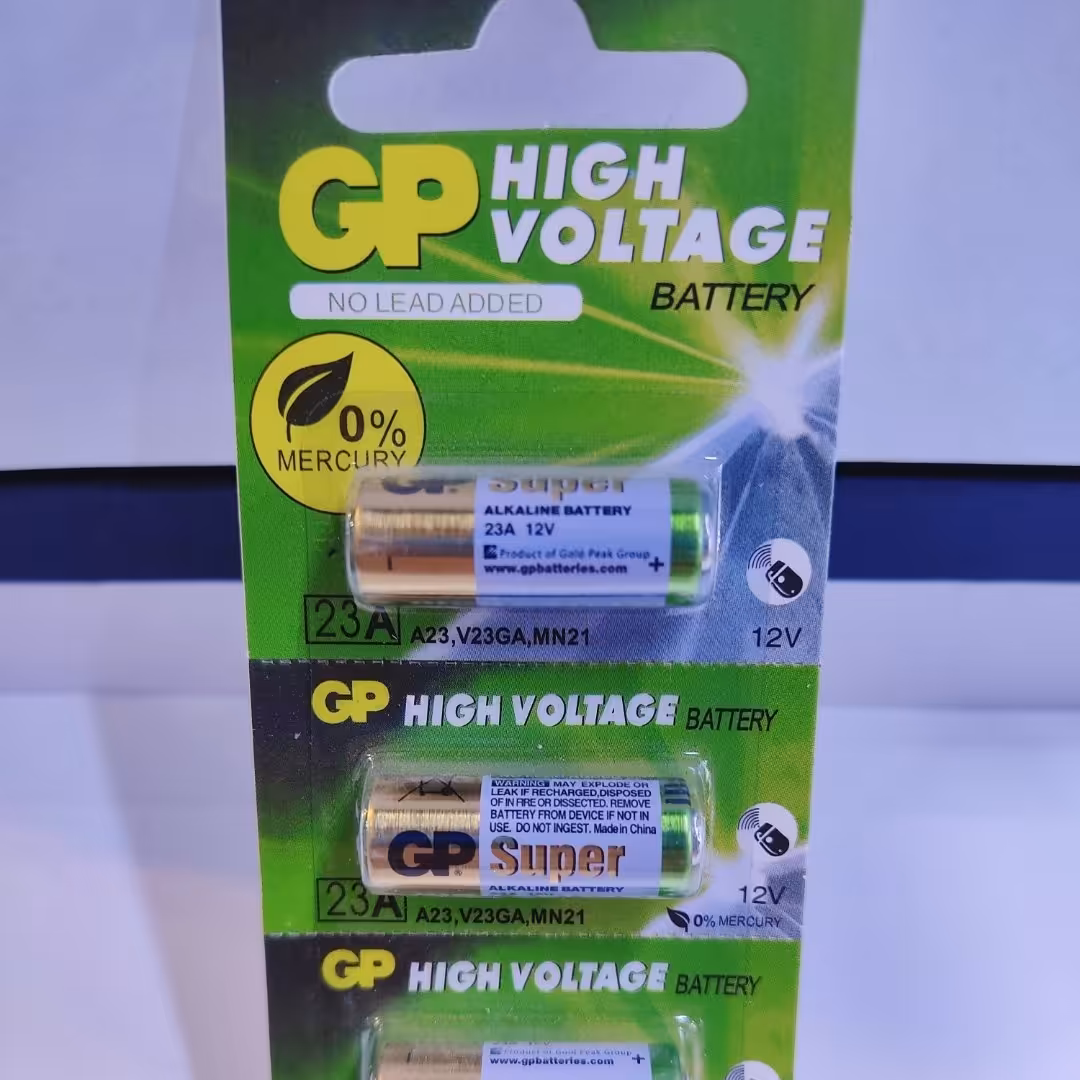 GP HIGH
VOLTAGE
BATTERY
NO LEAD ADDED
0%
MERCURY
GP Super
ALKALINE BATTERY
23A 12V
Product of Gold Peak Group
www.gpbatteries.com +
-
23A A23,V23GA,MN21 12V
GP HIGH VOLTAGE BATTERY
WARNING MAY EXPLODE OR
LEAK IF RECHARGED,DISPOSED
OF IN FIRE OR DISSECTED. REMOVE
BATTERY FROM DEVICE IF NOT IN
USE. DO NOT INGEST. Made in China
GP® Super
ALKALINE BATTERY
23A A23,V23GA,MN21 12V
0% MERCURY
GP HIGH VOLTAGE BATTERY
Product of Gold Peak Group
www.gpbatteries.com +